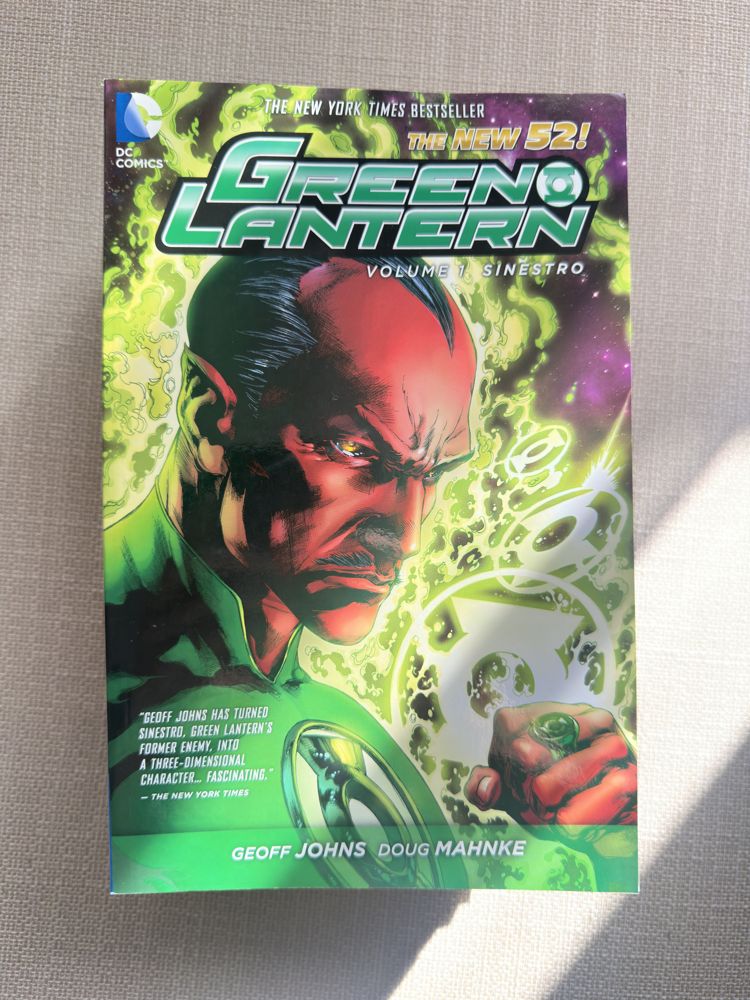 THE NEW YORK TIMES BESTSELLER
DC
COMICS™
THE NEW 52!
GREEN
LANTERN
VOLUME 1 SINESTRO
"GEOFF JOHNS HAS TURNED
SINESTRO, GREEN LANTERN'S
FORMER ENEMY, INTO
A THREE-DIMENSIONAL
CHARACTER... FASCINATING."
— THE NEW YORK TIMES
GEOFF JOHNS DOUG MAHNKE